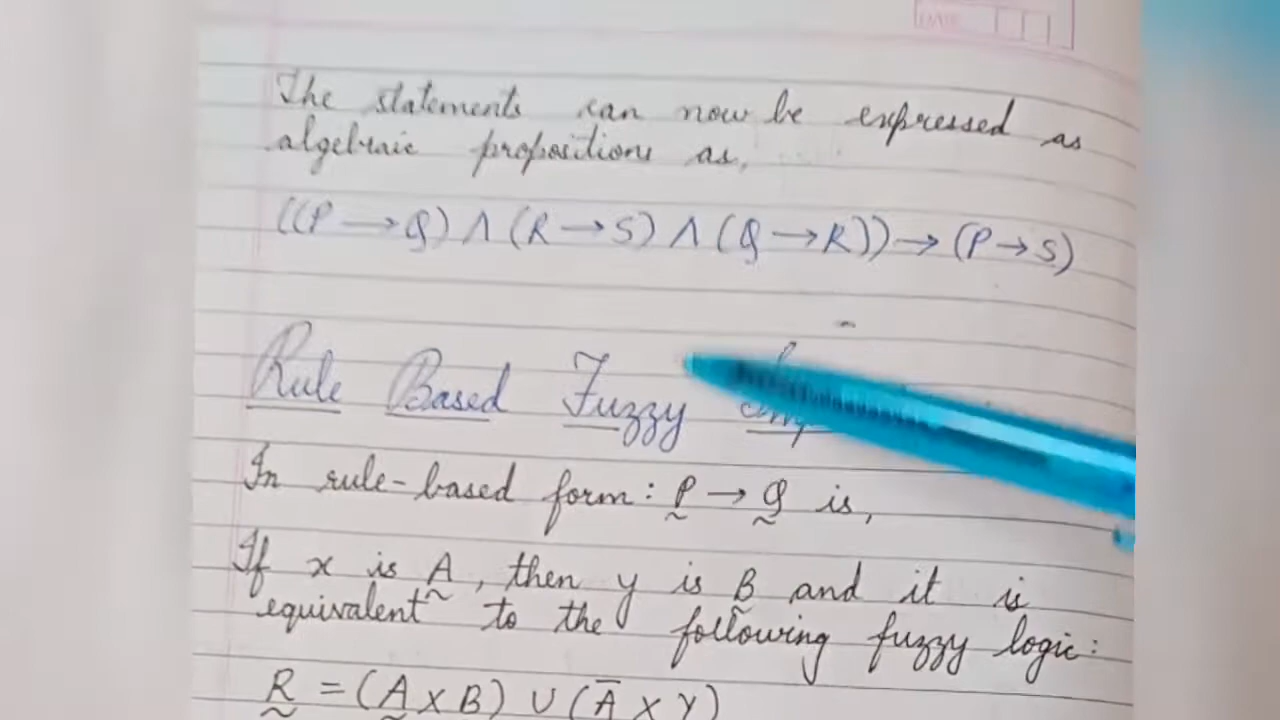 DATE
The statements can now be expressed as
algebraic propositions as,
((P → Q) ∧ (R → S) ∧ (Q → R)) → (P → S)
Rule Based Fuzzy
In rule-based form: P̰ → Q̰ is,
If x is A̰, then y is B̰ and it is
equivalent to the following fuzzy logic:
R̰ = (A̰ × B) ∪ (A̅ × Y)